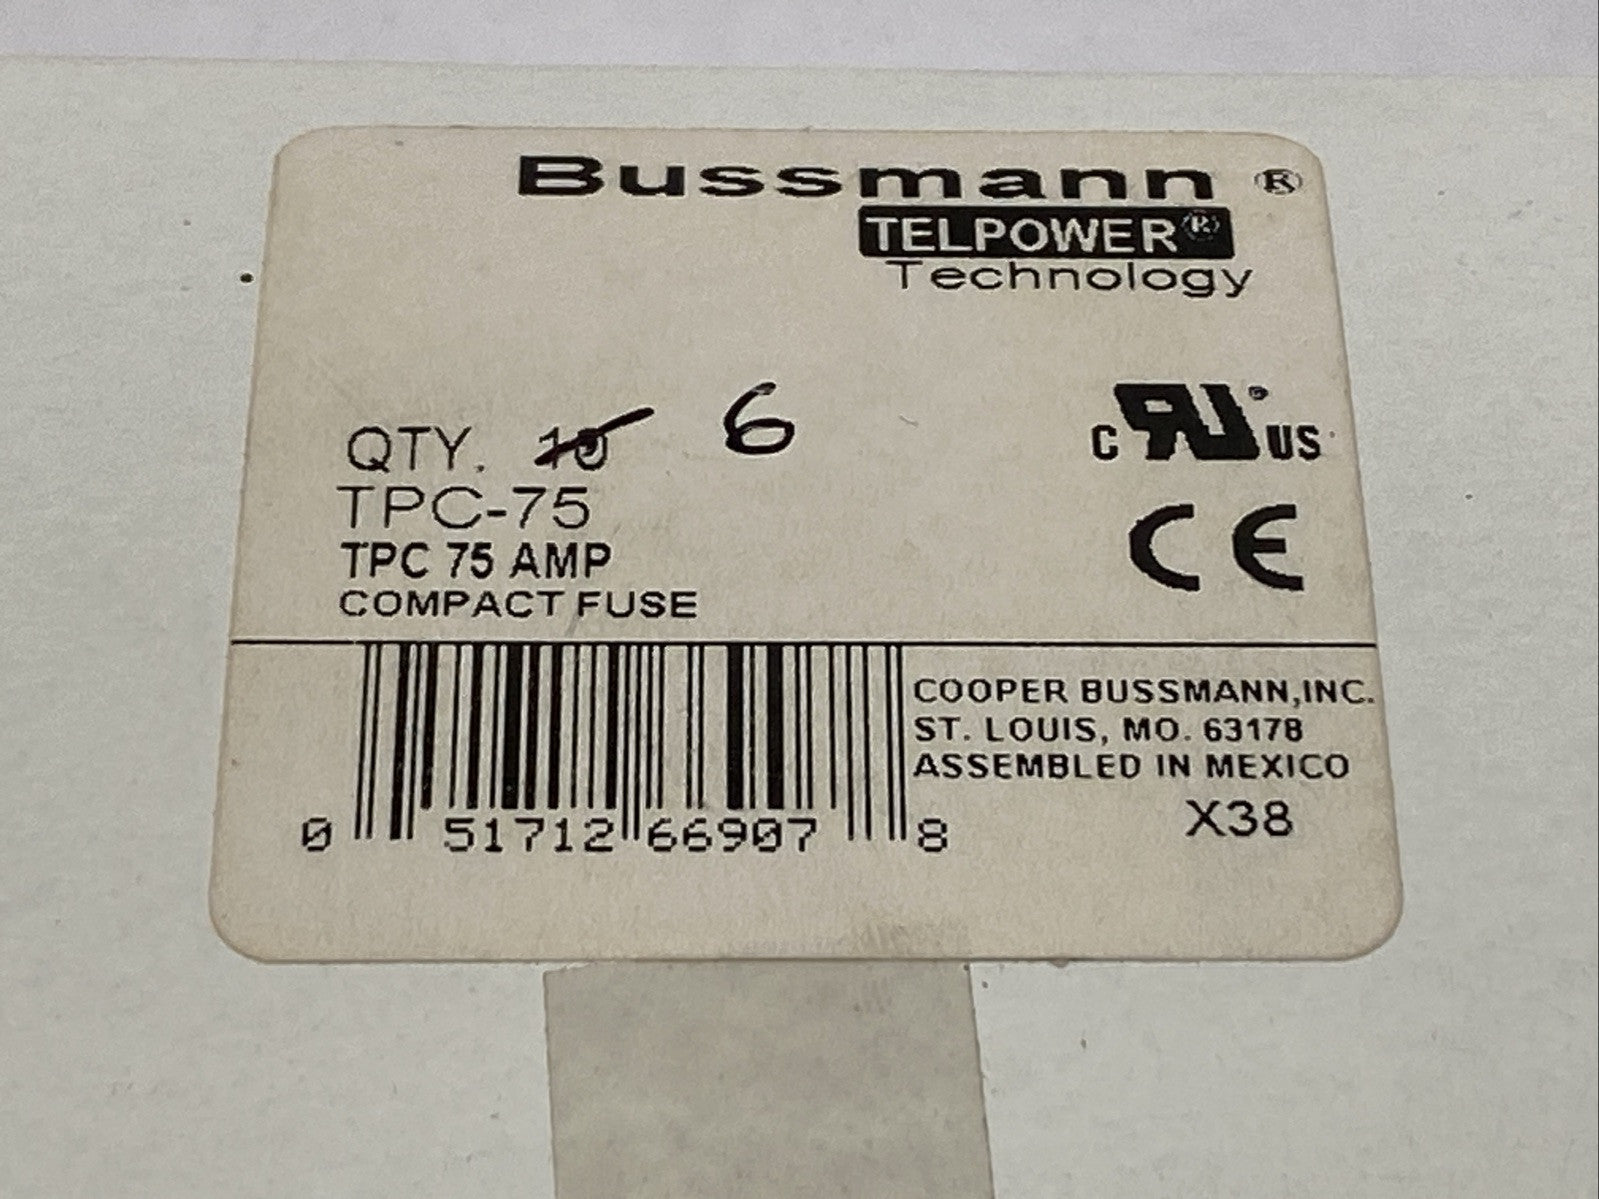 Bussmann ®
TELPOWER®
Technology
QTY. 10 6
TPC-75
TPC 75 AMP
COMPACT FUSE
C RU ® US
CE
COOPER BUSSMANN,INC.
ST. LOUIS, MO. 63178
ASSEMBLED IN MEXICO
X38
0 51712 66907 8